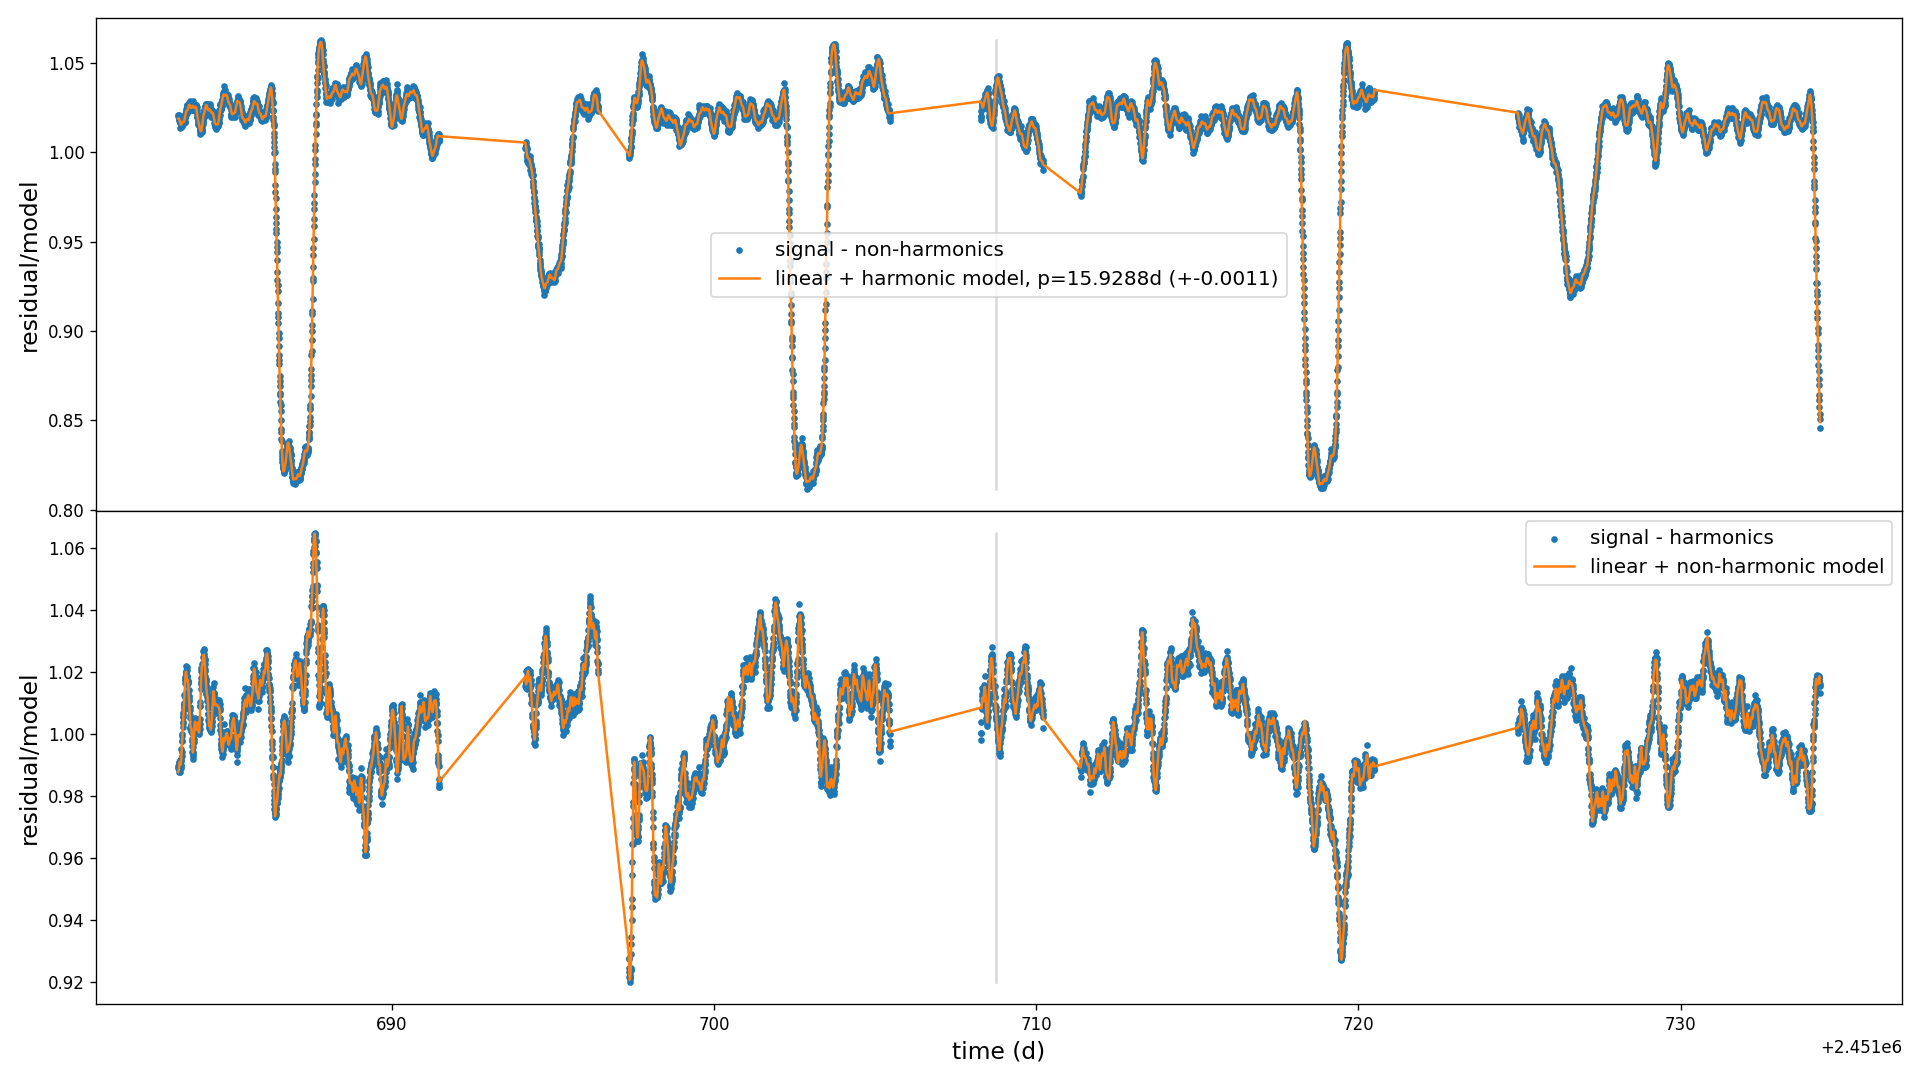 1.05
1.00
0.95
0.90
0.85
0.80
residual/model
signal - non-harmonics
linear + harmonic model, p=15.9288d (+-0.0011)
1.06
1.04
1.02
1.00
0.98
0.96
0.94
0.92
residual/model
signal - harmonics
linear + non-harmonic model
690
700
710
720
730
time (d)
+2.451e6